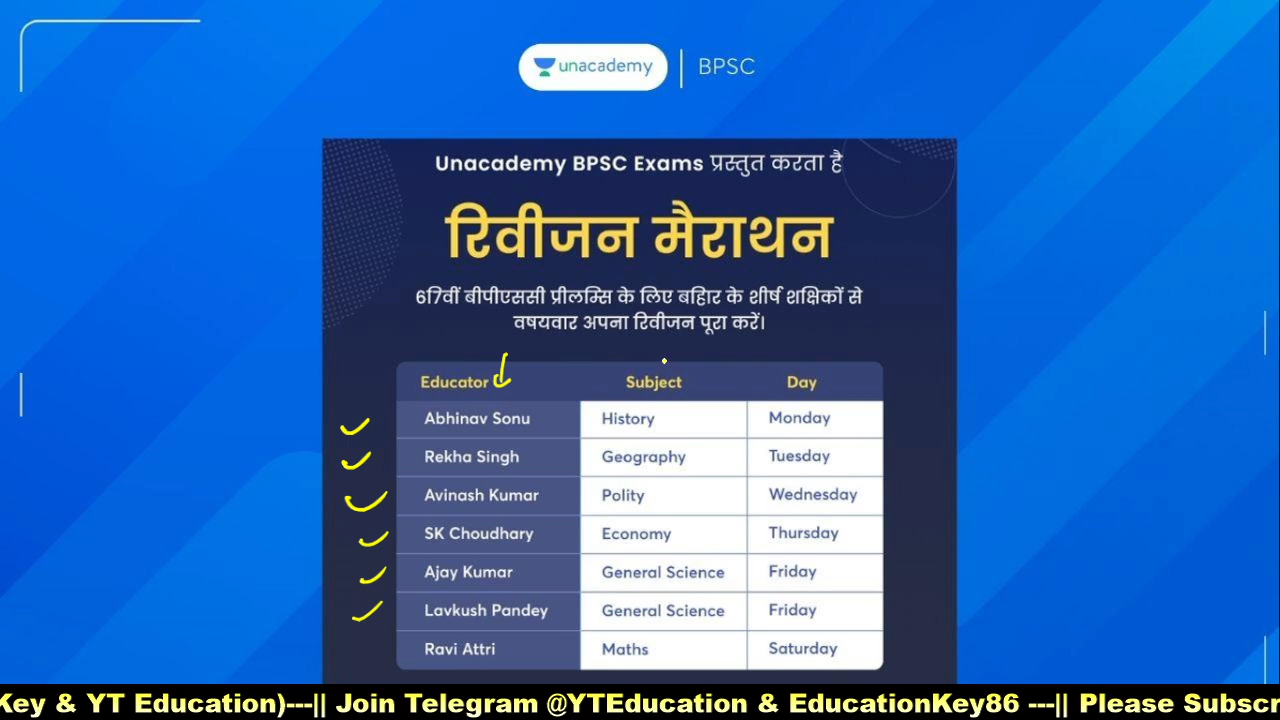 unacademy | BPSC
Unacademy BPSC Exams प्रस्तुत करता है
रिवीजन मैराथन
67वीं बीपीएससी प्रीलम्सि के लिए बहिार के शीर्ष शक्षिकों से
वषियवार अपना रिवीजन पूरा करें।
Educator Subject Day
Abhinav Sonu History Monday
Rekha Singh Geography Tuesday
Avinash Kumar Polity Wednesday
SK Choudhary Economy Thursday
Ajay Kumar General Science Friday
Lavkush Pandey General Science Friday
Ravi Attri Maths Saturday
Key & YT Education)---|| Join Telegram @YTEducation & EducationKey86 ---|| Please Subscr